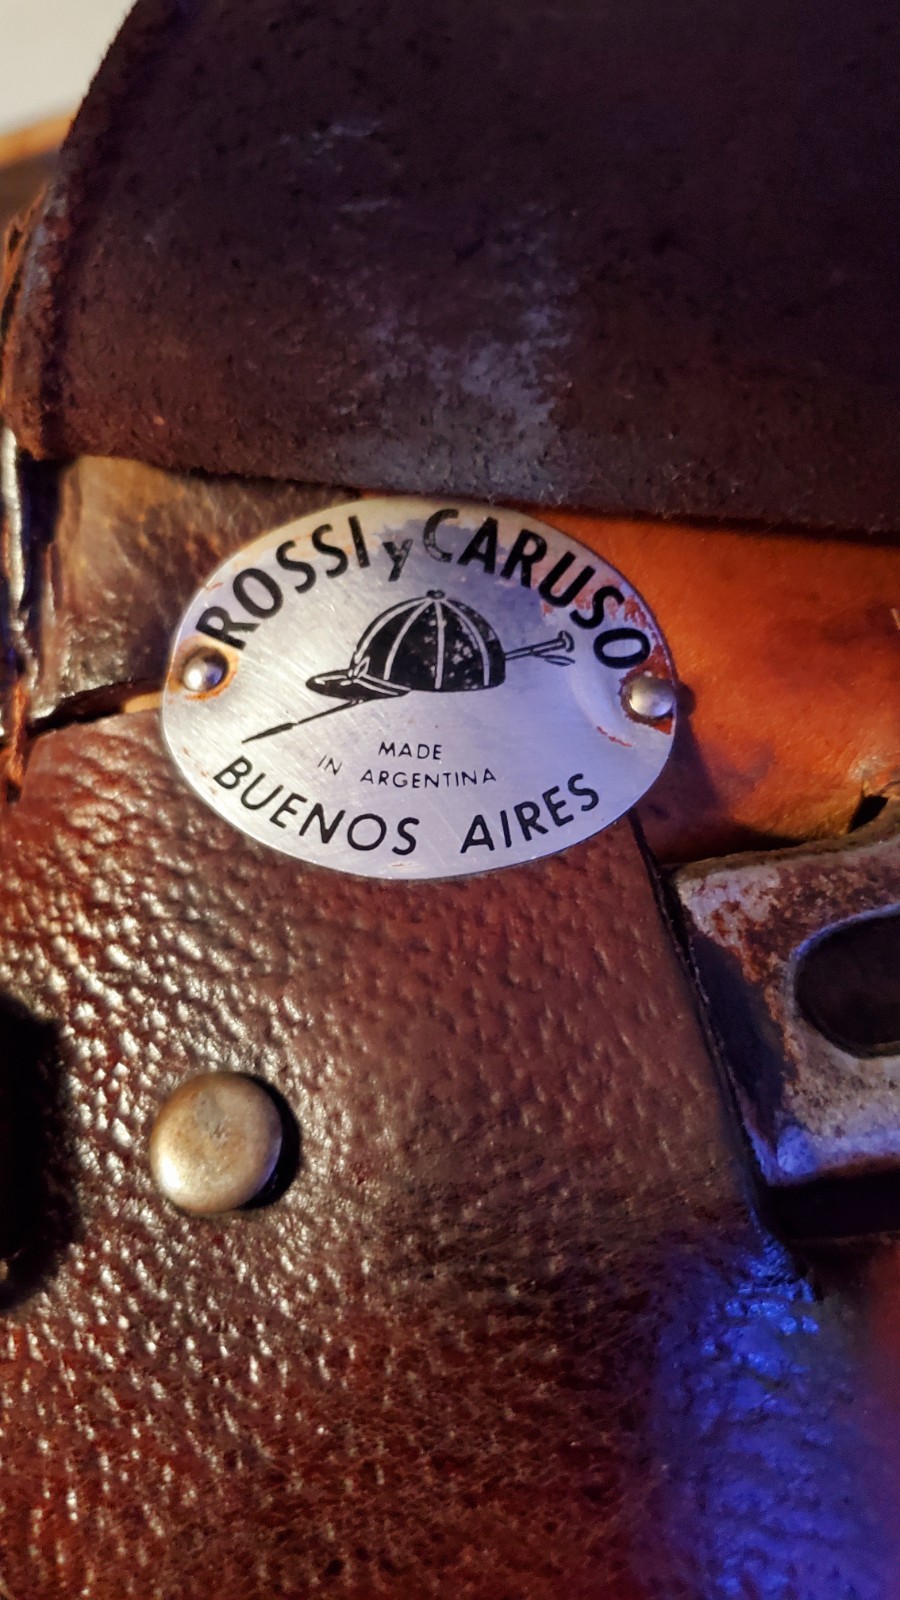 ROSSI y CARUSO
MADE
IN ARGENTINA
BUENOS AIRES